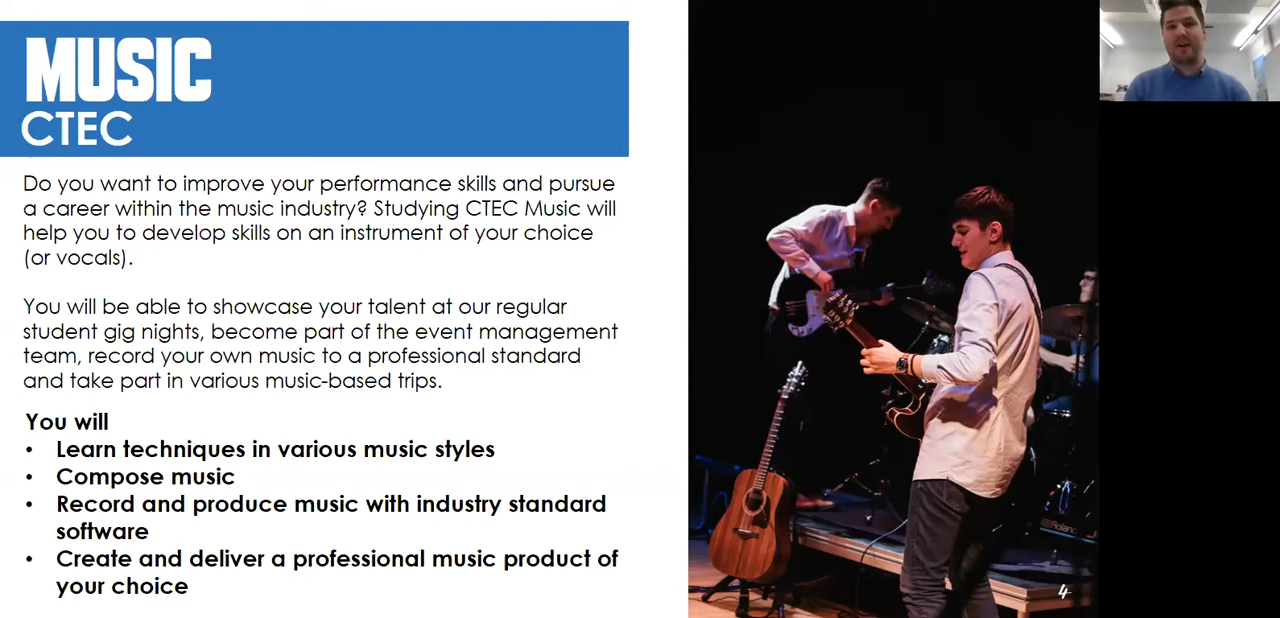 MUSIC
CTEC
Do you want to improve your performance skills and pursue
a career within the music industry? Studying CTEC Music will
help you to develop skills on an instrument of your choice
(or vocals).
You will be able to showcase your talent at our regular
student gig nights, become part of the event management
team, record your own music to a professional standard
and take part in various music-based trips.
You will
• Learn techniques in various music styles
• Compose music
• Record and produce music with industry standard
software
• Create and deliver a professional music product of
your choice
Roland
4